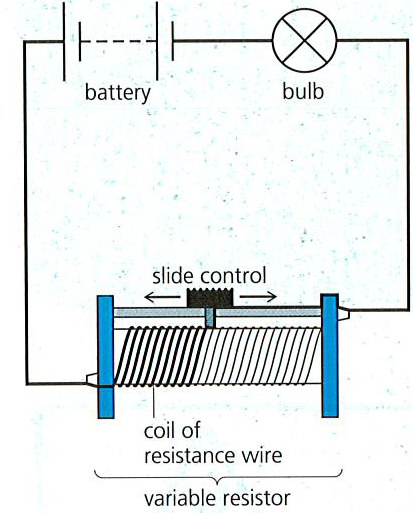 battery
bulb
slide control
coil of
resistance wire
variable resistor